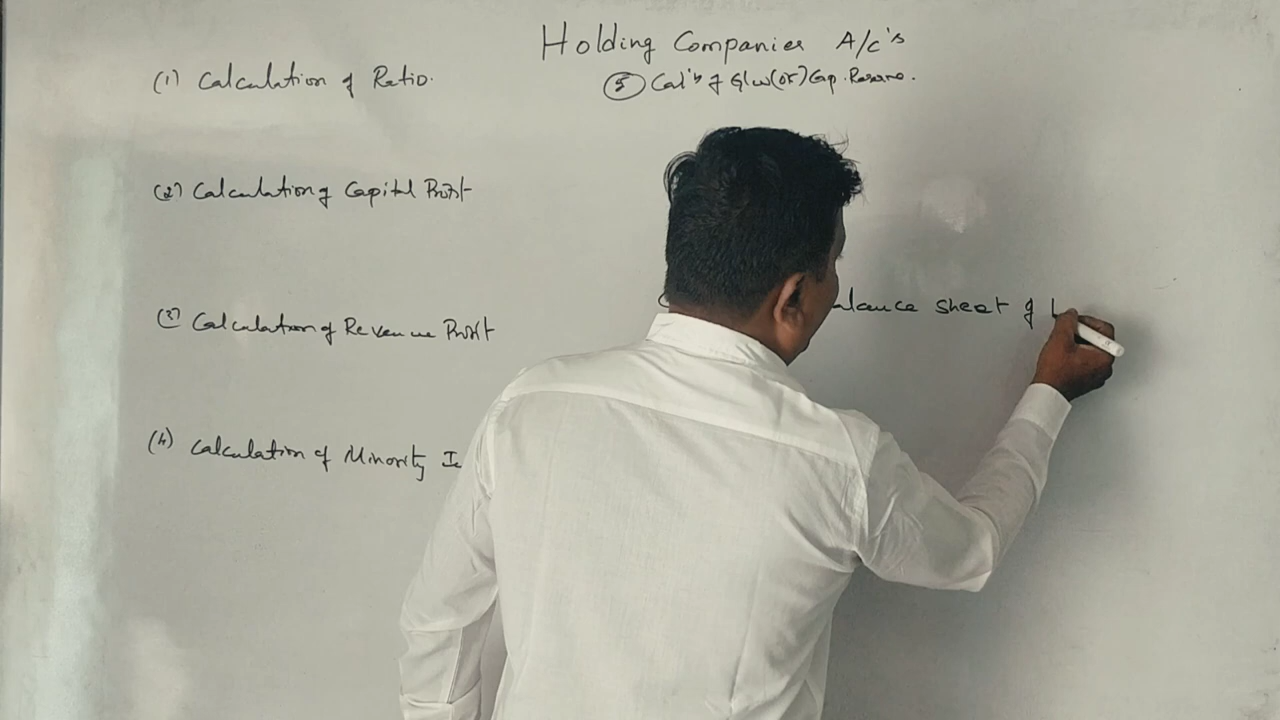 Holding Companies A/c's
(1) Calculation of Ratio.
(5) Cal'n of G/w (or) Cap. Reserve.
(2) Calculation of Capital Profit
(3) Calculation of Revenue Profit
alance sheet of
(4) Calculation of Minority